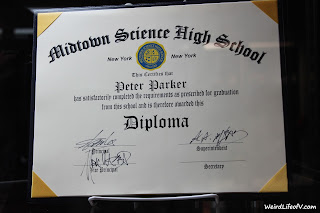 Midtown Science High School
New York New York
This Certifies that
Peter Parker
has satisfactorily completed the requirements as prescribed for graduation
from this school and is therefore awarded this
Diploma
Principal
Superintendent
Vice Principal
Secretary
WeirdLifeofV.com